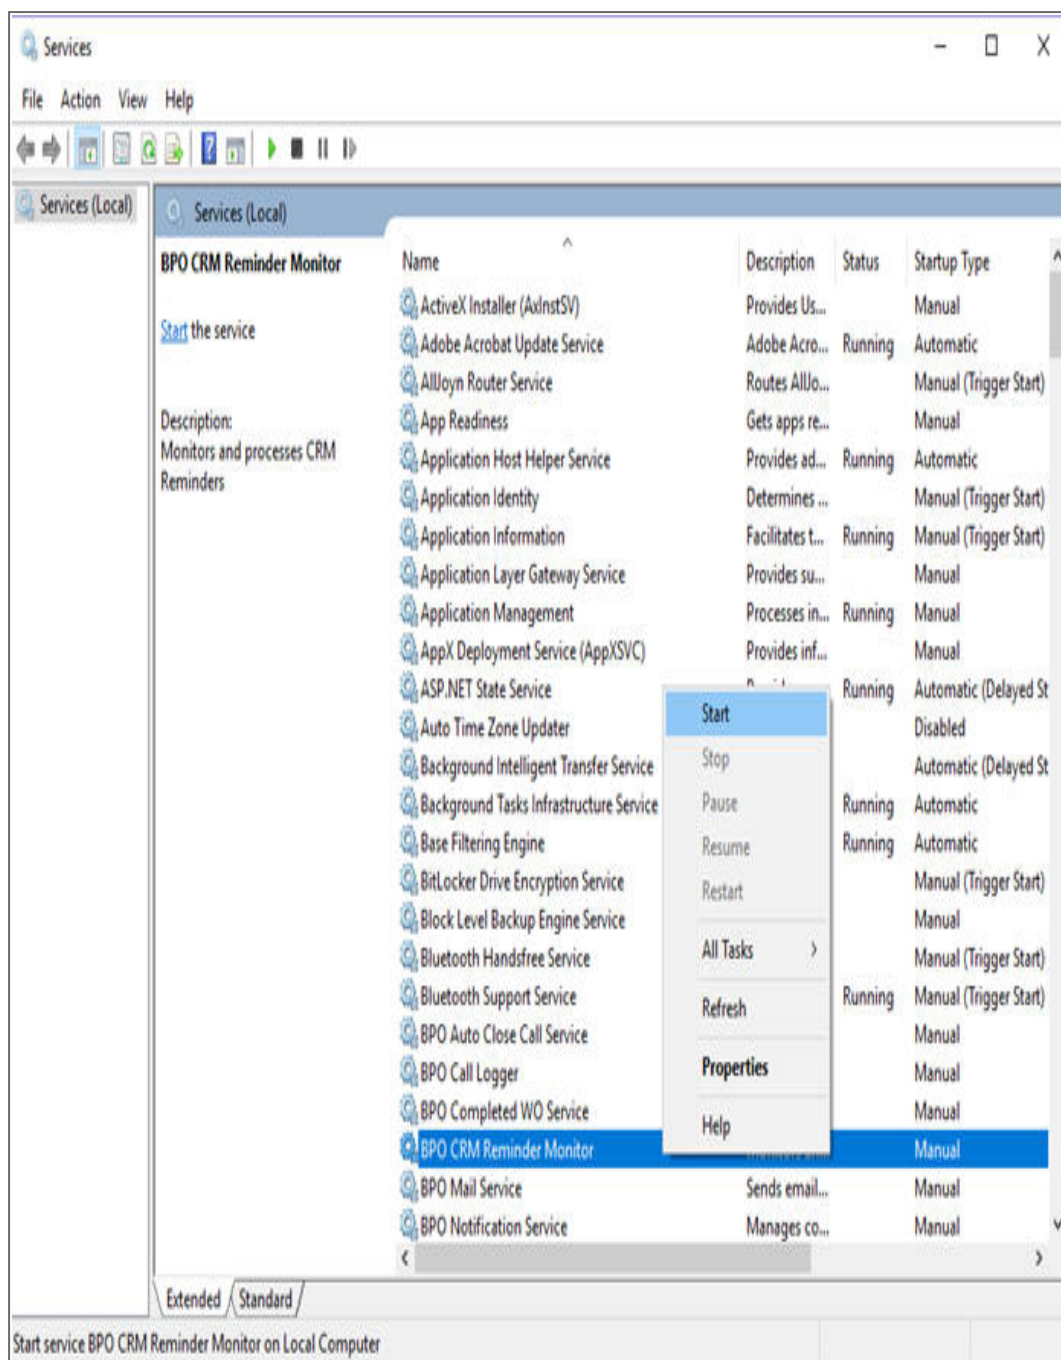 Services
File Action View Help
Services (Local)
Services (Local)
BPO CRM Reminder Monitor
Start the service
Description:
Monitors and processes CRM
Reminders
Name Description Status Startup Type
ActiveX Installer (AxInstSV) Provides Us... Manual
Adobe Acrobat Update Service Adobe Acro... Running Automatic
AllJoyn Router Service Routes AllJo... Manual (Trigger Start)
App Readiness Gets apps re... Manual
Application Host Helper Service Provides ad... Running Automatic
Application Identity Determines ... Manual (Trigger Start)
Application Information Facilitates t... Running Manual (Trigger Start)
Application Layer Gateway Service Provides su... Manual
Application Management Processes in... Running Manual
AppX Deployment Service (AppXSVC) Provides inf... Manual
ASP.NET State Service Running Automatic (Delayed St
Auto Time Zone Updater Disabled
Background Intelligent Transfer Service Automatic (Delayed St
Background Tasks Infrastructure Service Running Automatic
Base Filtering Engine Running Automatic
BitLocker Drive Encryption Service Manual (Trigger Start)
Block Level Backup Engine Service Manual
Bluetooth Handsfree Service Manual (Trigger Start)
Bluetooth Support Service Running Manual (Trigger Start)
BPO Auto Close Call Service Manual
BPO Call Logger Manual
BPO Completed WO Service Manual
BPO CRM Reminder Monitor Manual
BPO Mail Service Sends email... Manual
BPO Notification Service Manages co... Manual
Start
Stop
Pause
Resume
Restart
All Tasks
Refresh
Properties
Help
Extended Standard
Start service BPO CRM Reminder Monitor on Local Computer